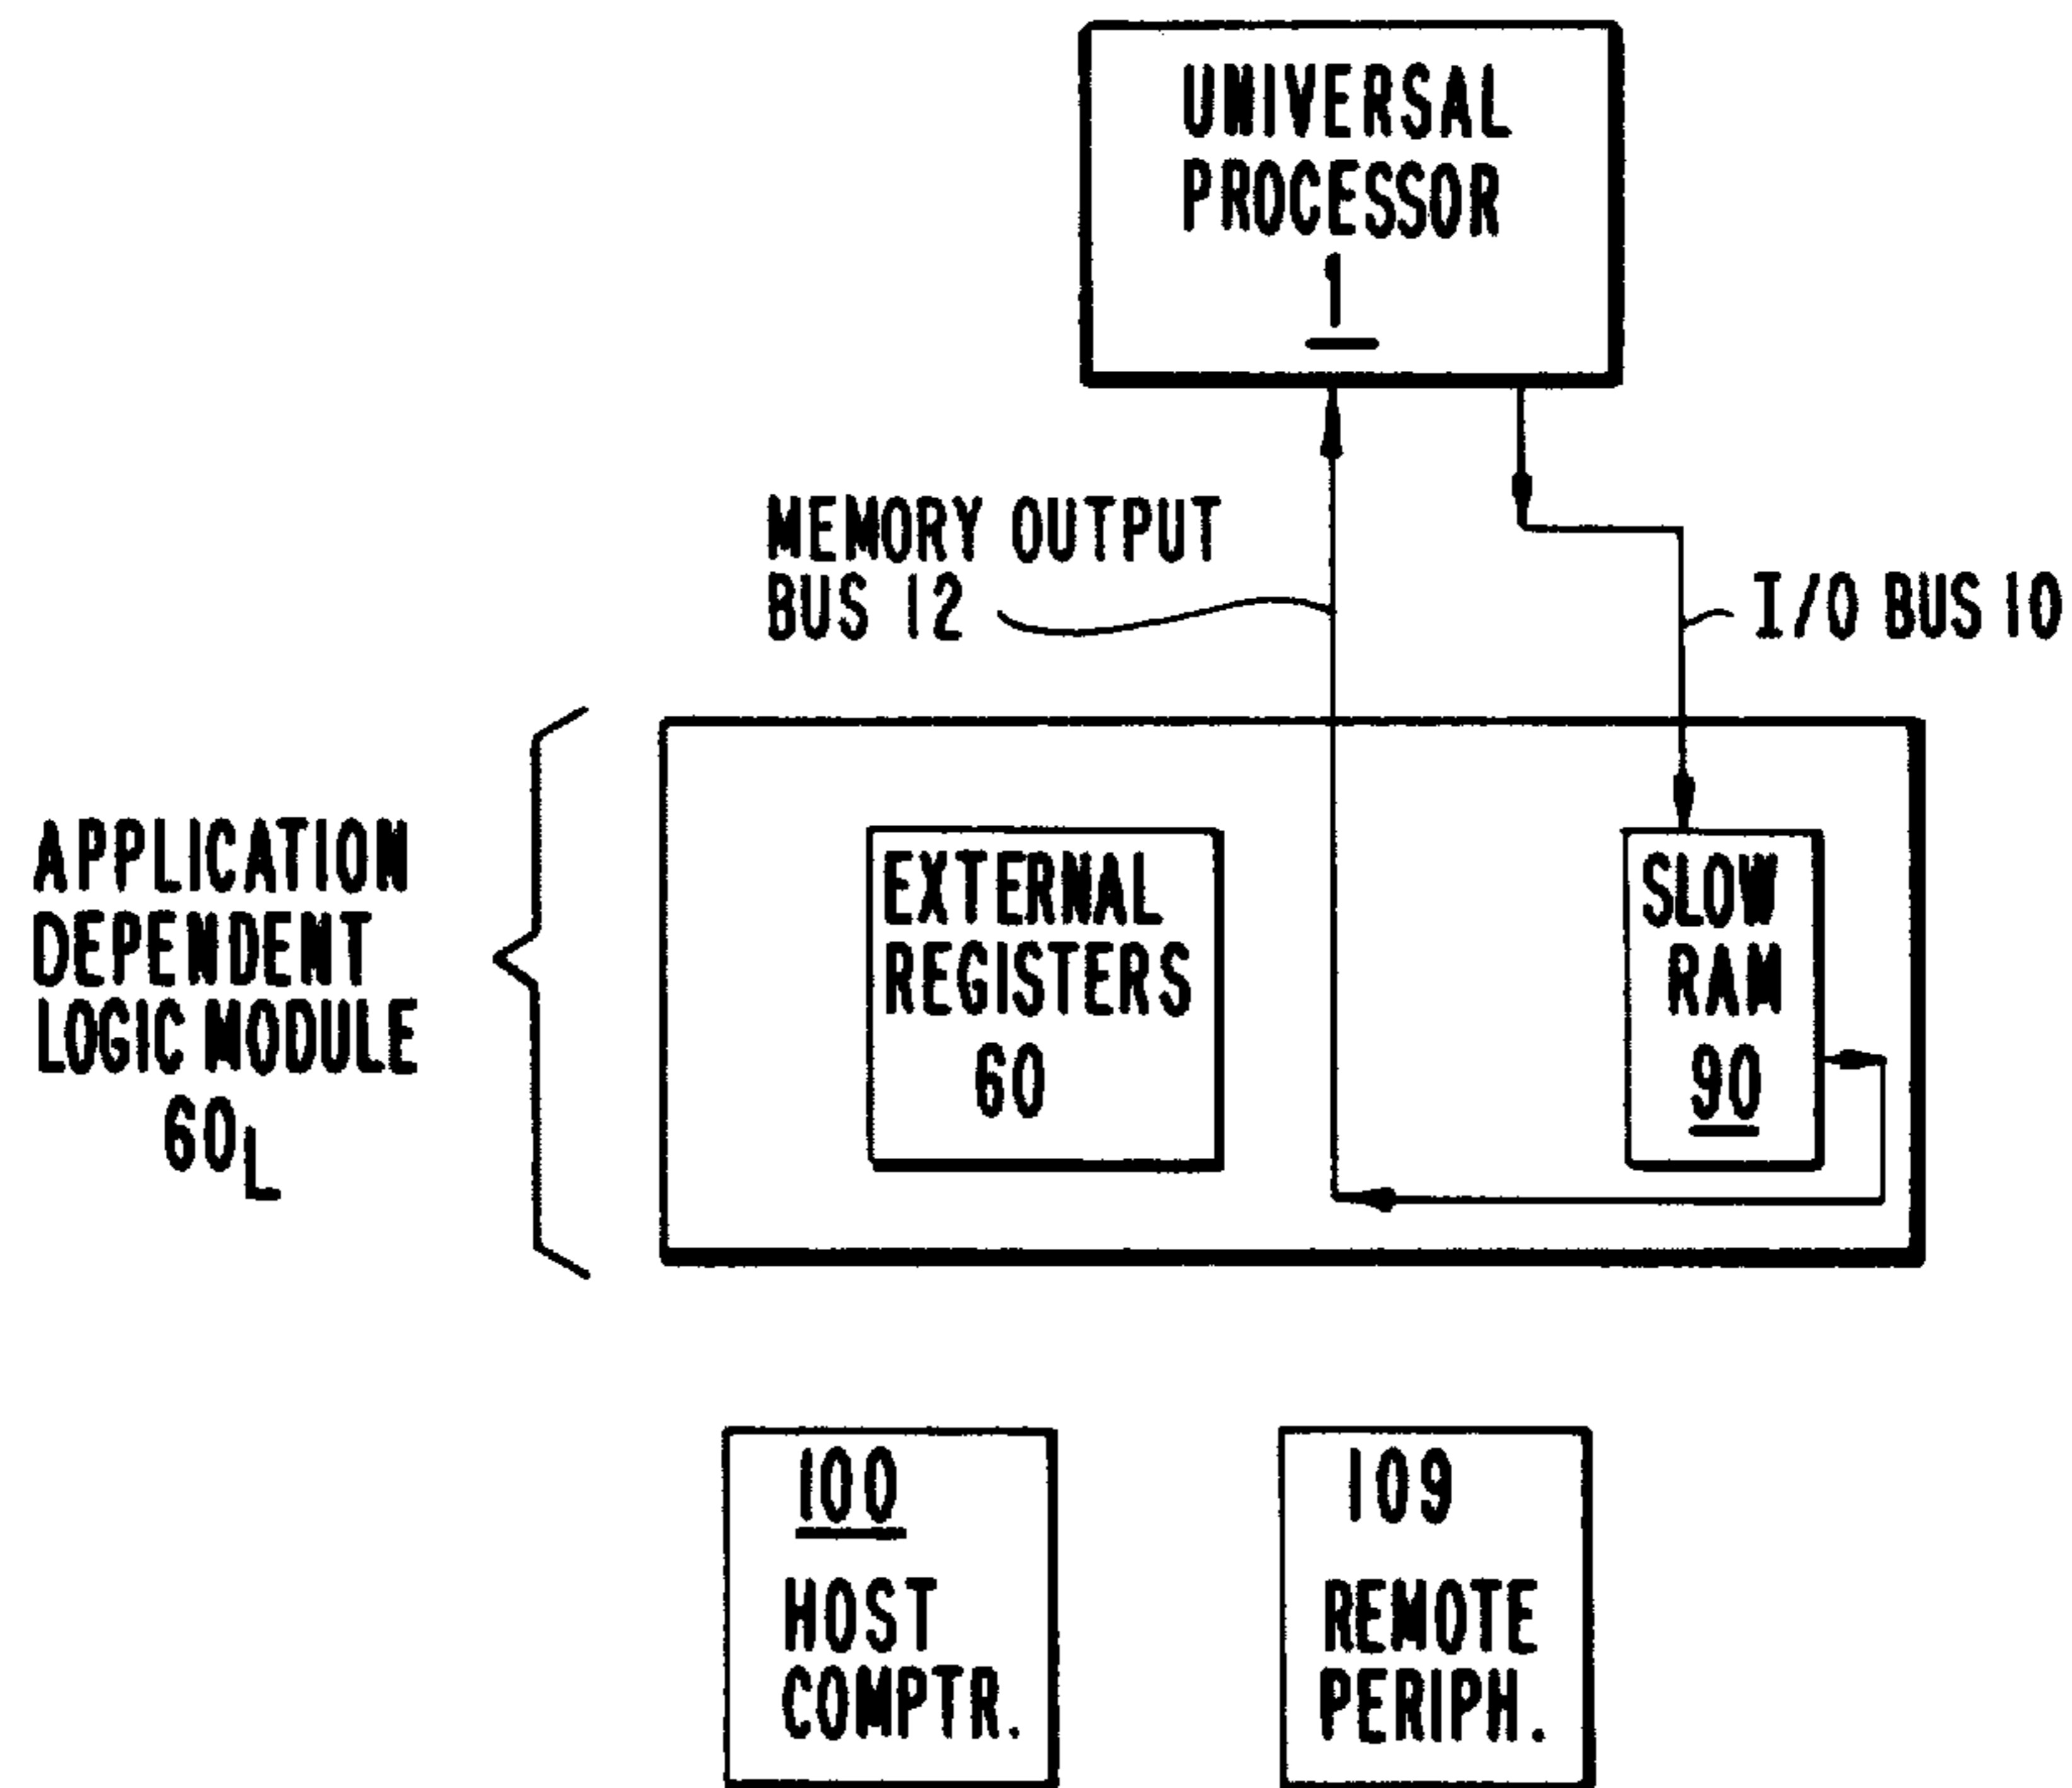 UNIVERSAL
PROCESSOR
1
MEMORY OUTPUT
BUS 12
I/O BUS 10
APPLICATION
DEPENDENT
LOGIC MODULE
60L
EXTERNAL
REGISTERS
60
SLOW
RAM
90
100
HOST
COMPTR.
109
REMOTE
PERIPH.